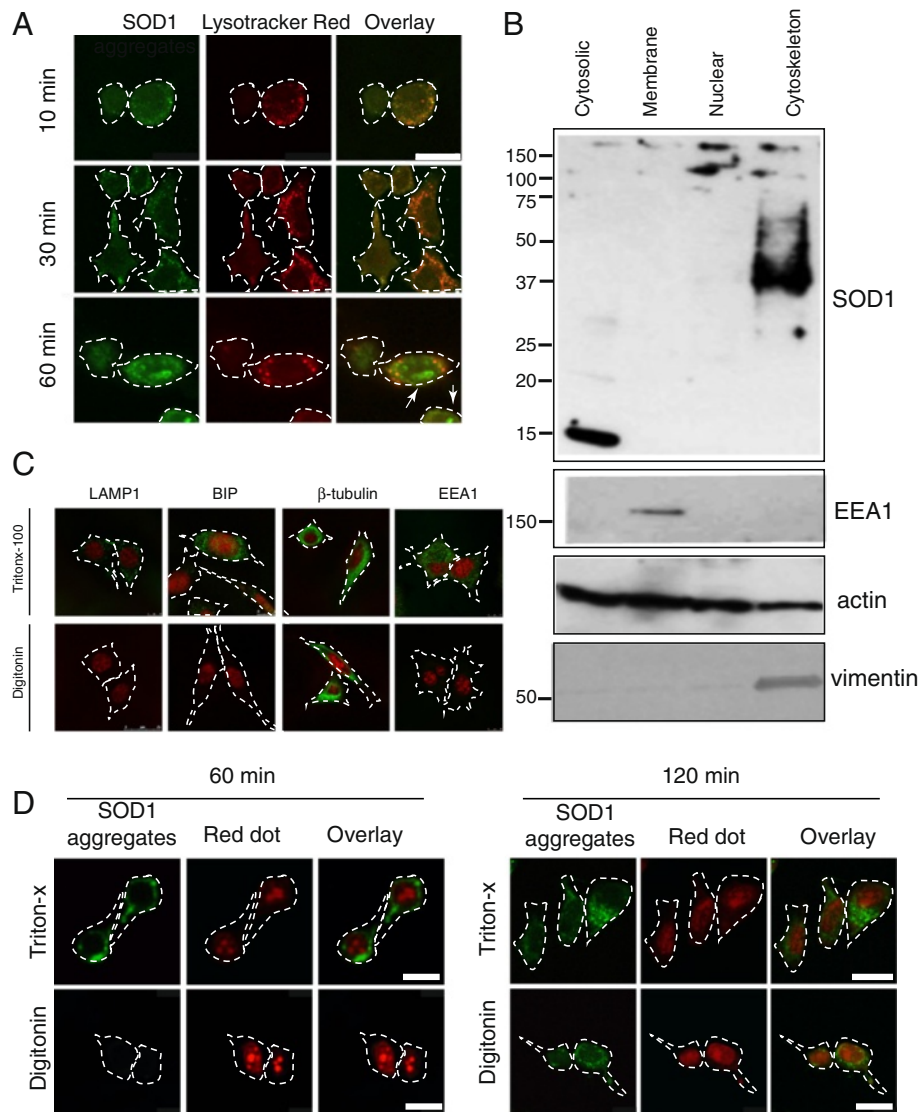 A
SOD1 Lysotracker Red Overlay
aggregates
10 min
30 min
60 min
B
Cytosolic
Membrane
Nuclear
Cytoskeleton
150
100
75
50
37
25
20
15
SOD1
150
EEA1
actin
50
vimentin
C
LAMP1 BIP β-tubulin EEA1
Tritonx-100
Digitonin
D
60 min
SOD1
aggregates Red dot Overlay
Triton-x
Digitonin
120 min
SOD1
aggregates Red dot Overlay
Triton-x
Digitonin